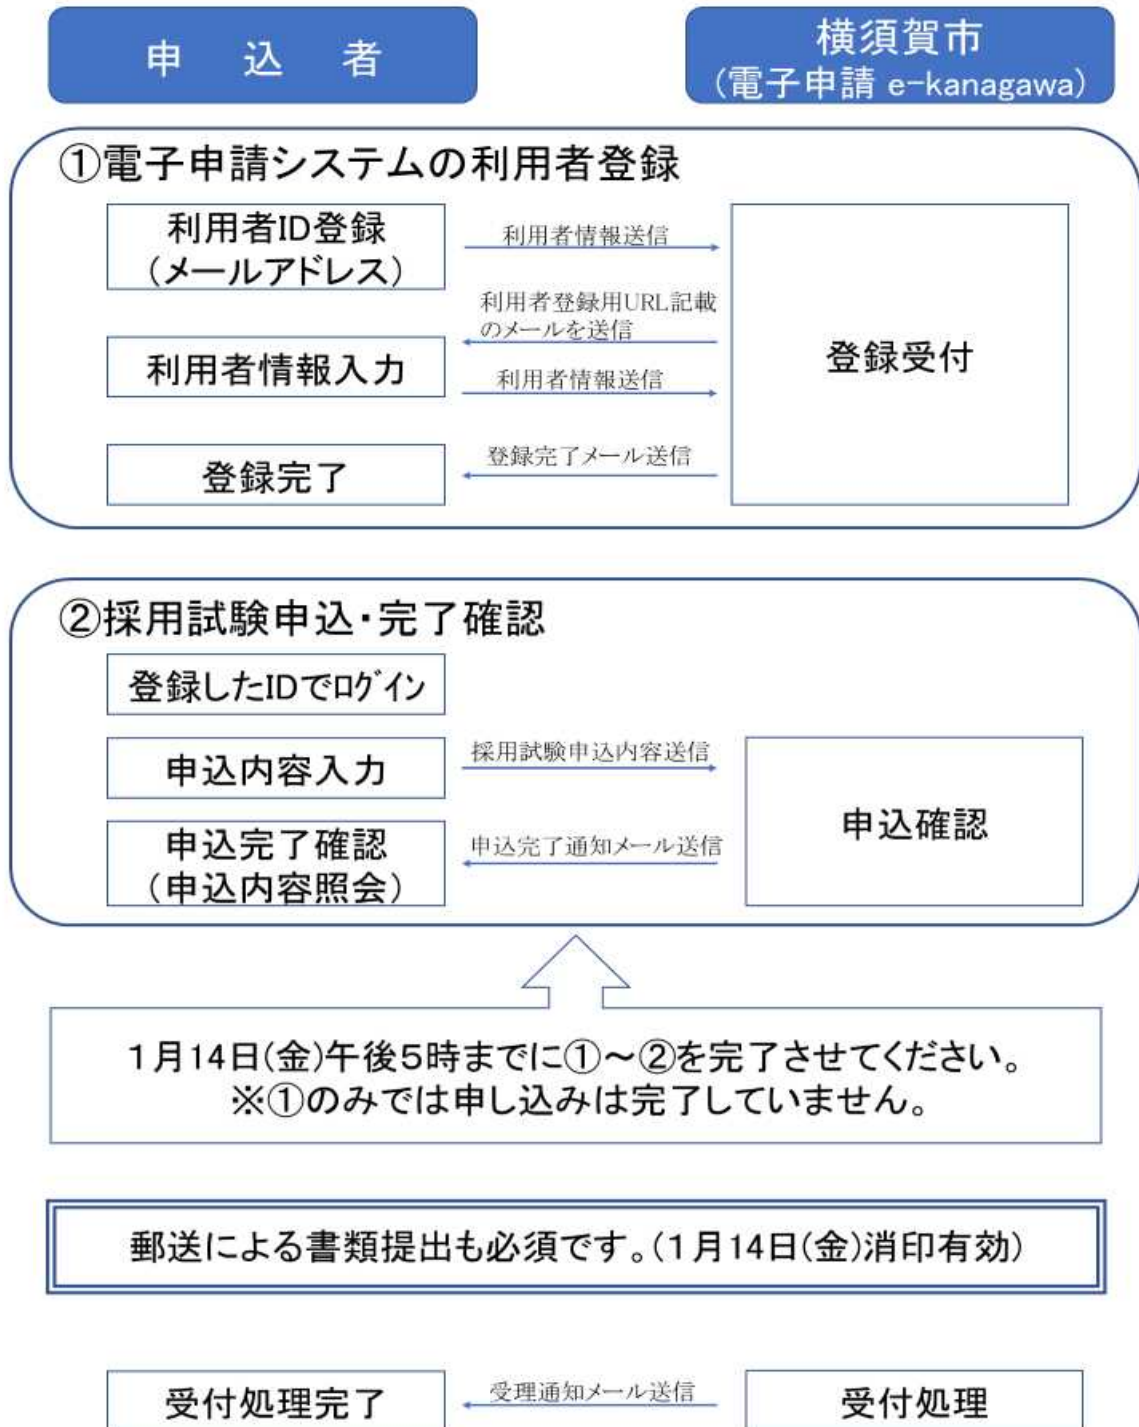 申 込 者
横須賀市
(電子申請 e-kanagawa)
①電子申請システムの利用者登録
利用者ID登録
(メールアドレス)
利用者情報送信
利用者登録用URL記載
のメールを送信
登録受付
利用者情報入力
利用者情報送信
登録完了メール送信
登録完了
②採用試験申込・完了確認
登録したIDでログイン
申込内容入力
採用試験申込内容送信
申込確認
申込完了確認
(申込内容照会)
申込完了通知メール送信
1月14日(金)午後5時までに①～②を完了させてください。
※①のみでは申し込みは完了していません。
郵送による書類提出も必須です。(1月14日(金)消印有効)
受付処理完了
受理通知メール送信
受付処理